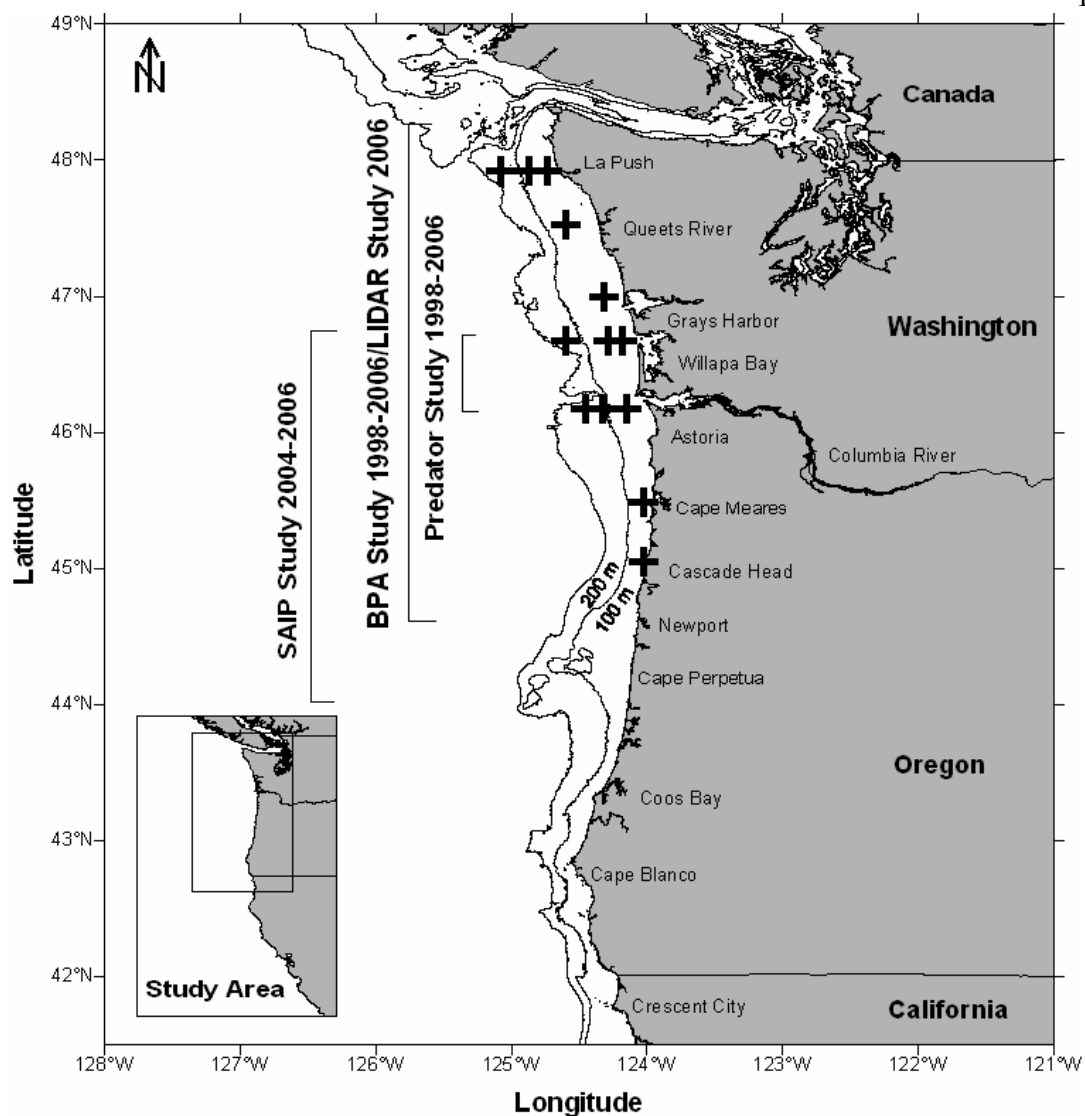 1
49°N
48°N
47°N
46°N
45°N
44°N
43°N
42°N
N
Canada
La Push
Queets River
Grays Harbor
Washington
Willapa Bay
Astoria
Columbia River
Cape Meares
Cascade Head
Newport
Cape Perpetua
Oregon
Coos Bay
Cape Blanco
Crescent City
California
200 m
100 m
SAIP Study 2004-2006
BPA Study 1998-2006/LIDAR Study 2006
Predator Study 1998-2006
Study Area
Latitude
128°W
127°W
126°W
125°W
124°W
123°W
122°W
121°W
Longitude